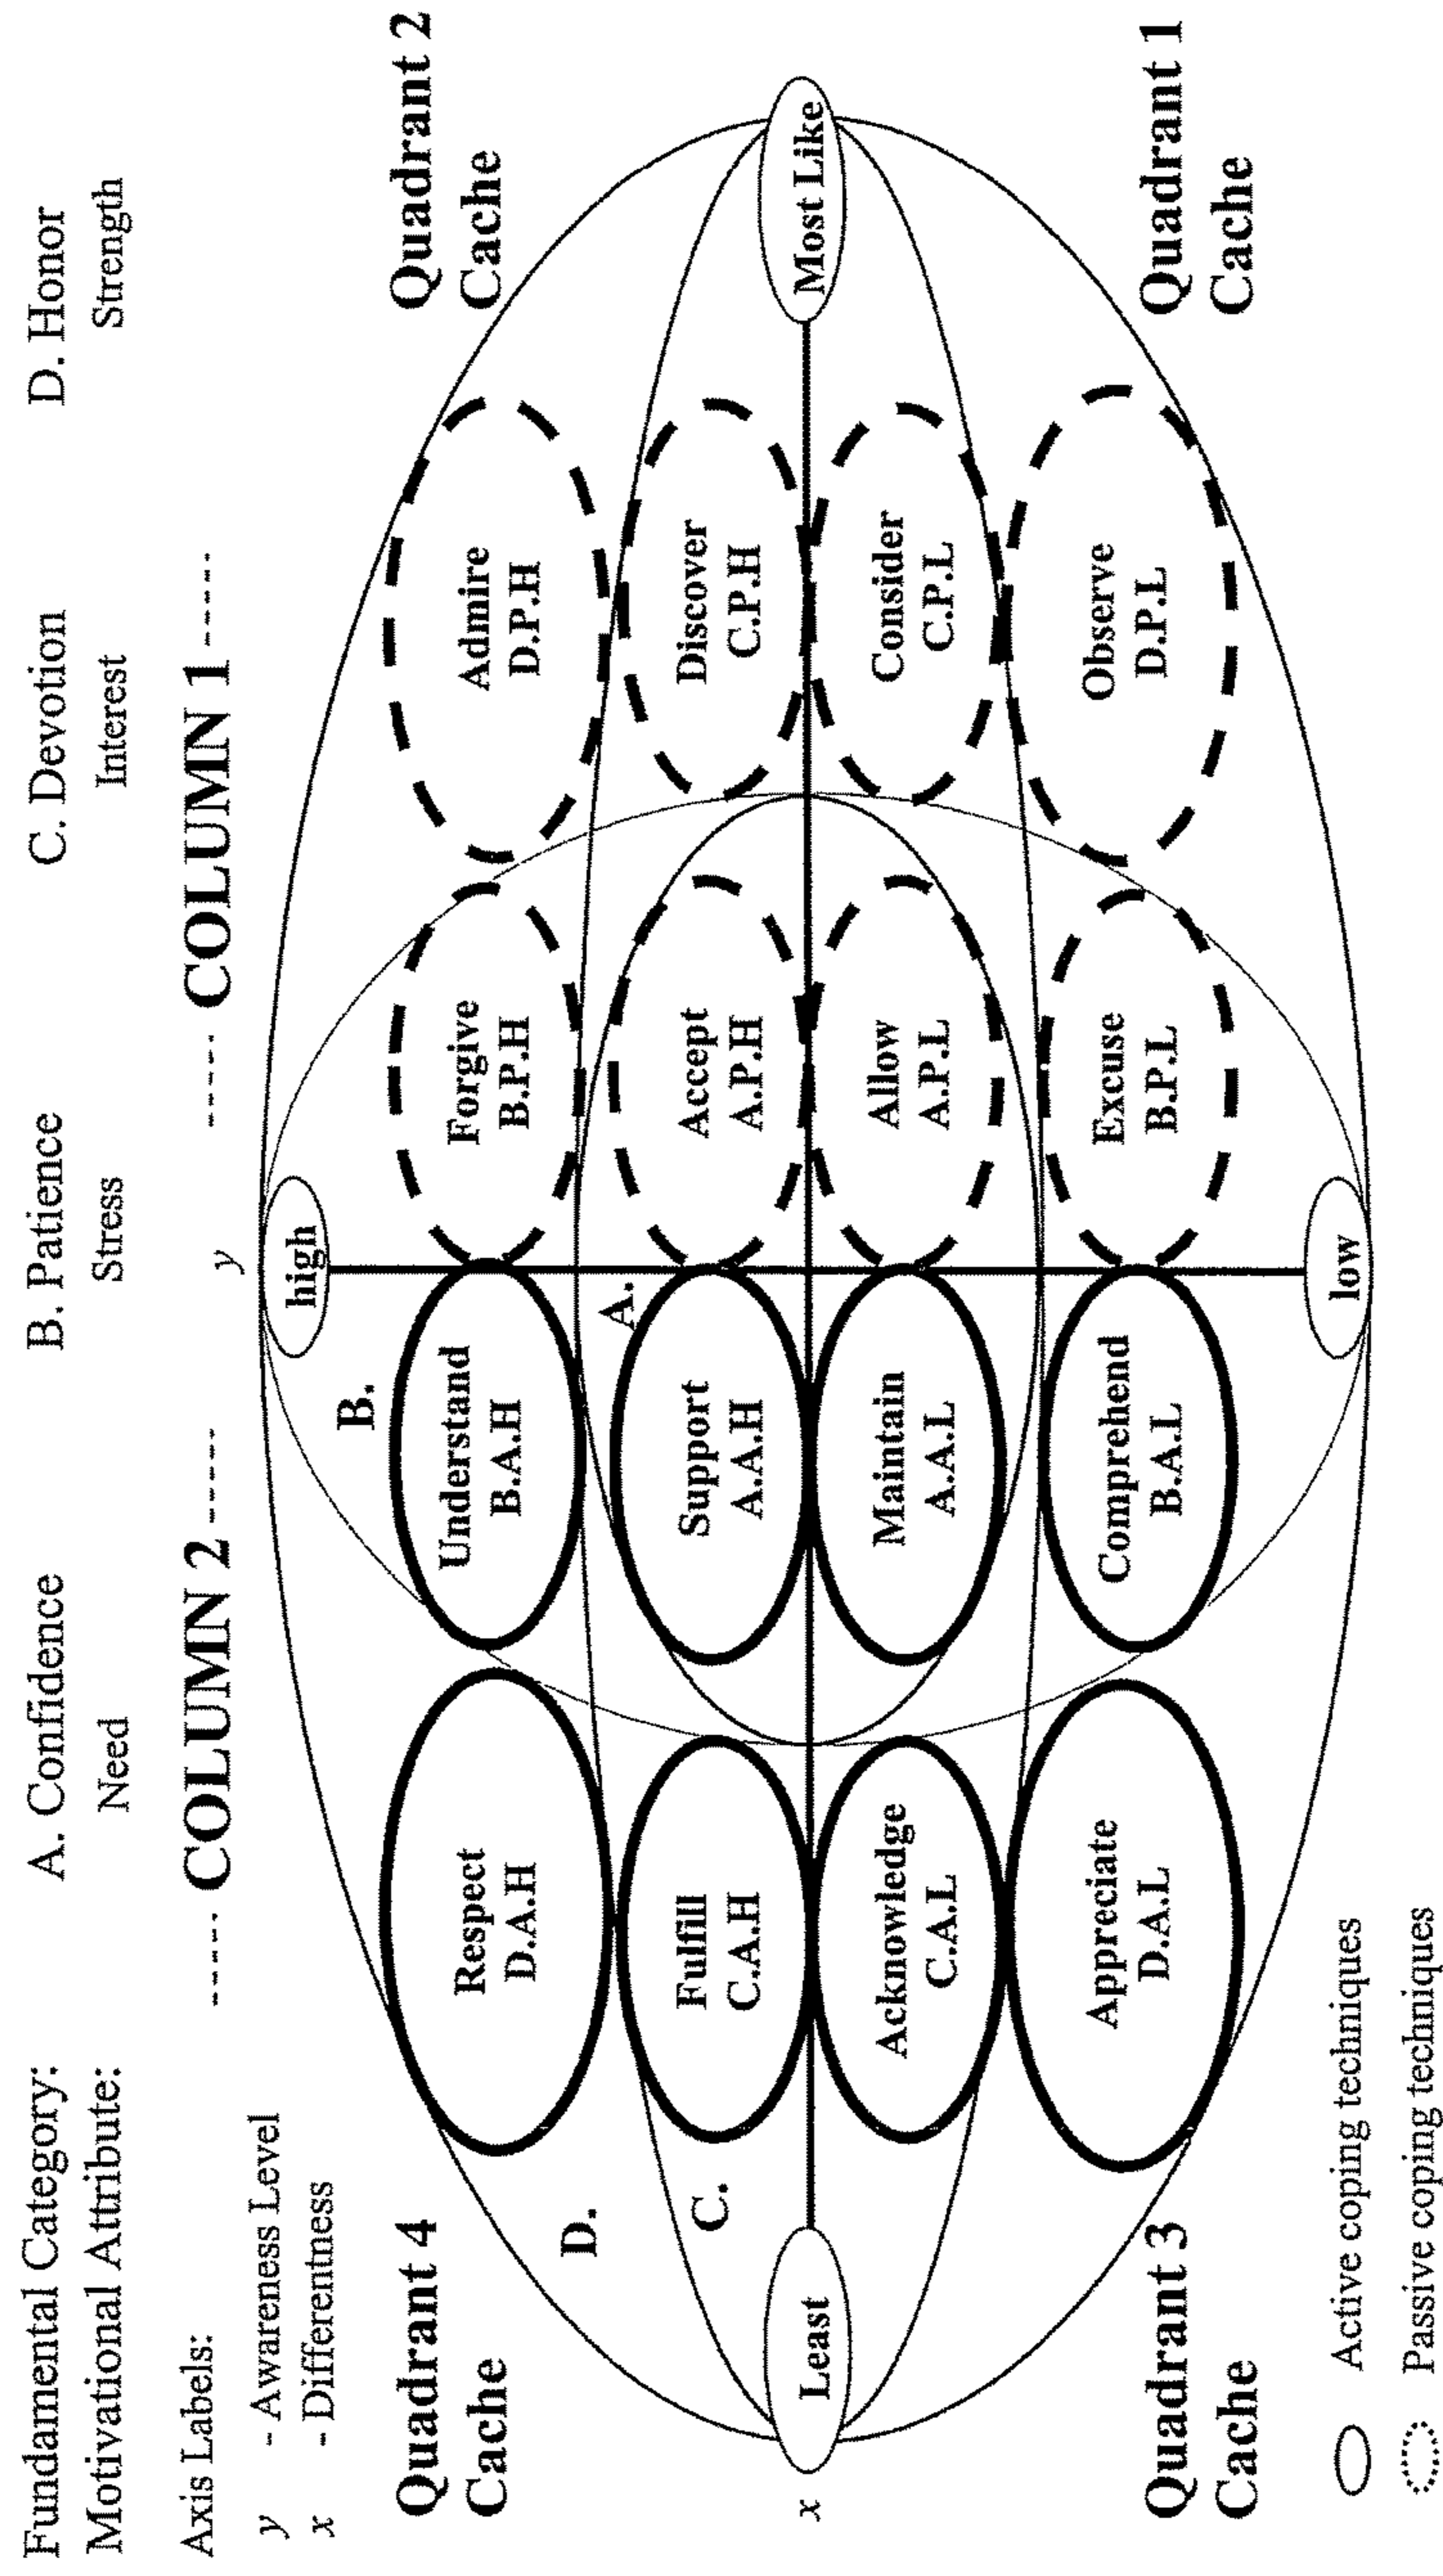 Fundamental Category: A. Confidence B. Patience C. Devotion D. Honor
Motivational Attribute: Need Stress Interest Strength
Axis Labels:
----- COLUMN 2 ----- ----- COLUMN 1 -----
y
y - Awareness Level
x - Differentness
high
Quadrant 4
Cache
Quadrant 2
Cache
B.
Respect
D.A.H
Understand
B.A.H
Forgive
B.P.H
Admire
D.P.H
D.
A.
C.
Fulfill
C.A.H
Support
A.A.H
Accept
A.P.H
Discover
C.P.H
x
Least
Most Like
Acknowledge
C.A.L
Maintain
A.A.L
Allow
A.P.L
Consider
C.P.L
Appreciate
D.A.L
Comprehend
B.A.L
Excuse
B.P.L
Observe
D.P.L
Quadrant 3
Cache
Quadrant 1
Cache
low
Active coping techniques
Passive coping techniques